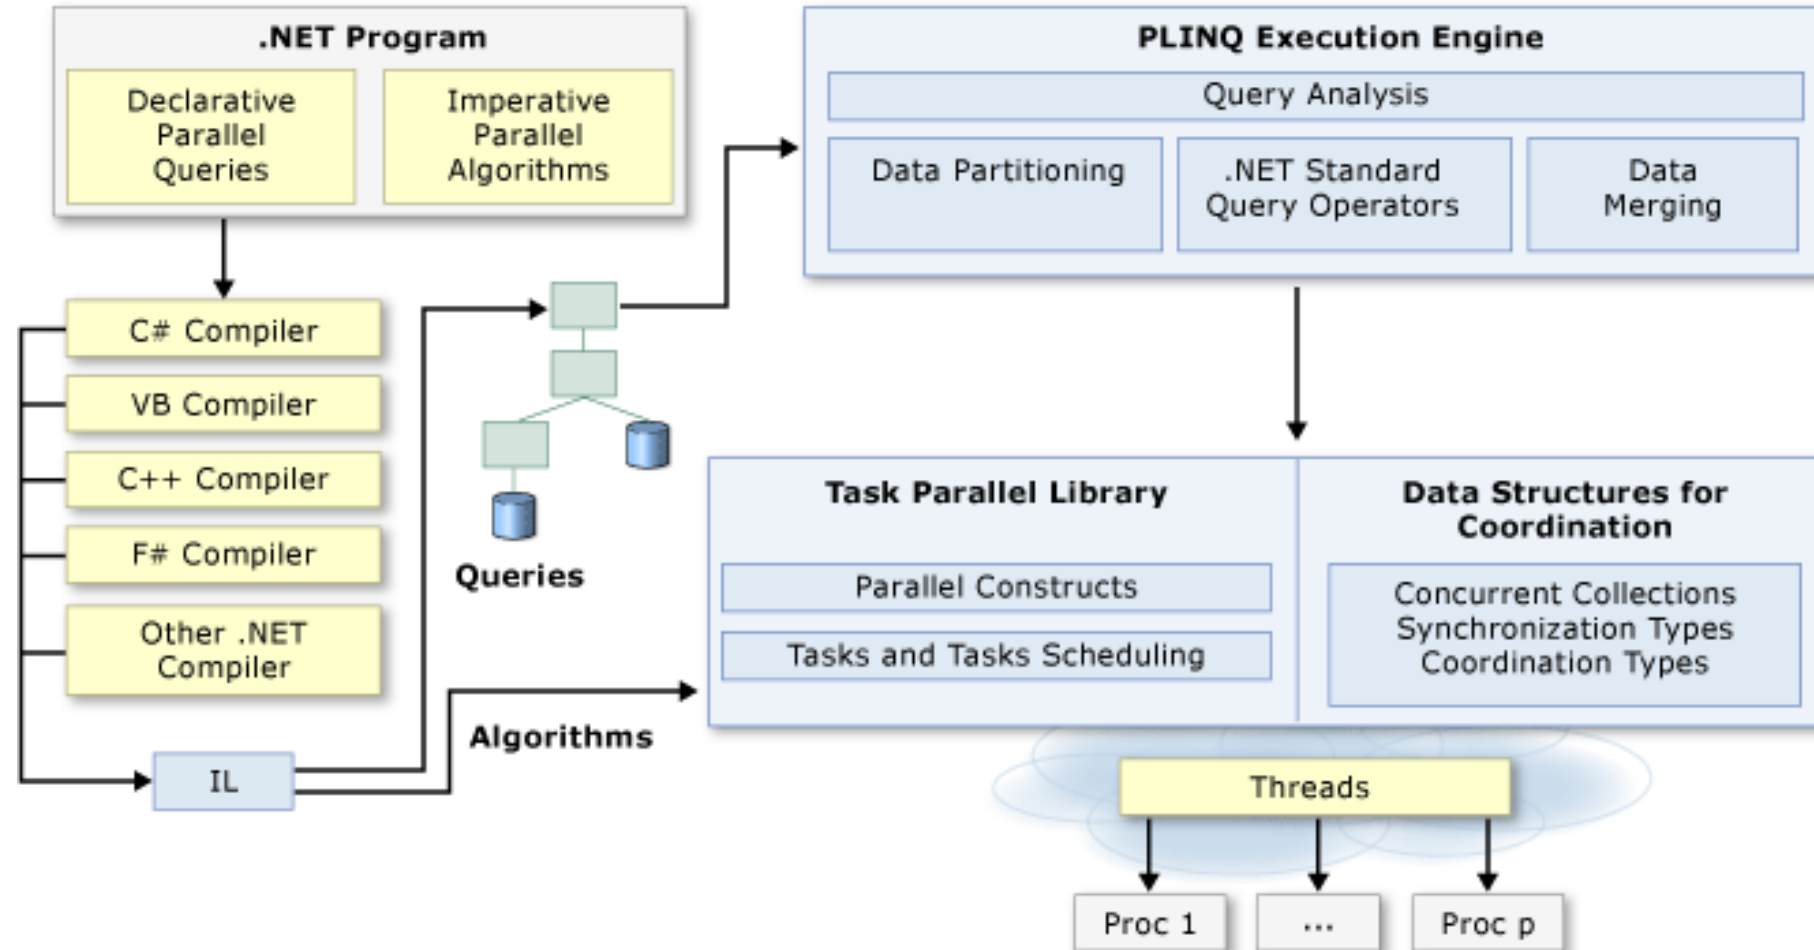 .NET Program
Declarative
Parallel
Queries
Imperative
Parallel
Algorithms
PLINQ Execution Engine
Query Analysis
Data Partitioning
.NET Standard
Query Operators
Data
Merging
C# Compiler
VB Compiler
C++ Compiler
F# Compiler
Other .NET
Compiler
IL
Queries
Algorithms
Task Parallel Library
Parallel Constructs
Tasks and Tasks Scheduling
Data Structures for
Coordination
Concurrent Collections
Synchronization Types
Coordination Types
Threads
Proc 1
...
Proc p